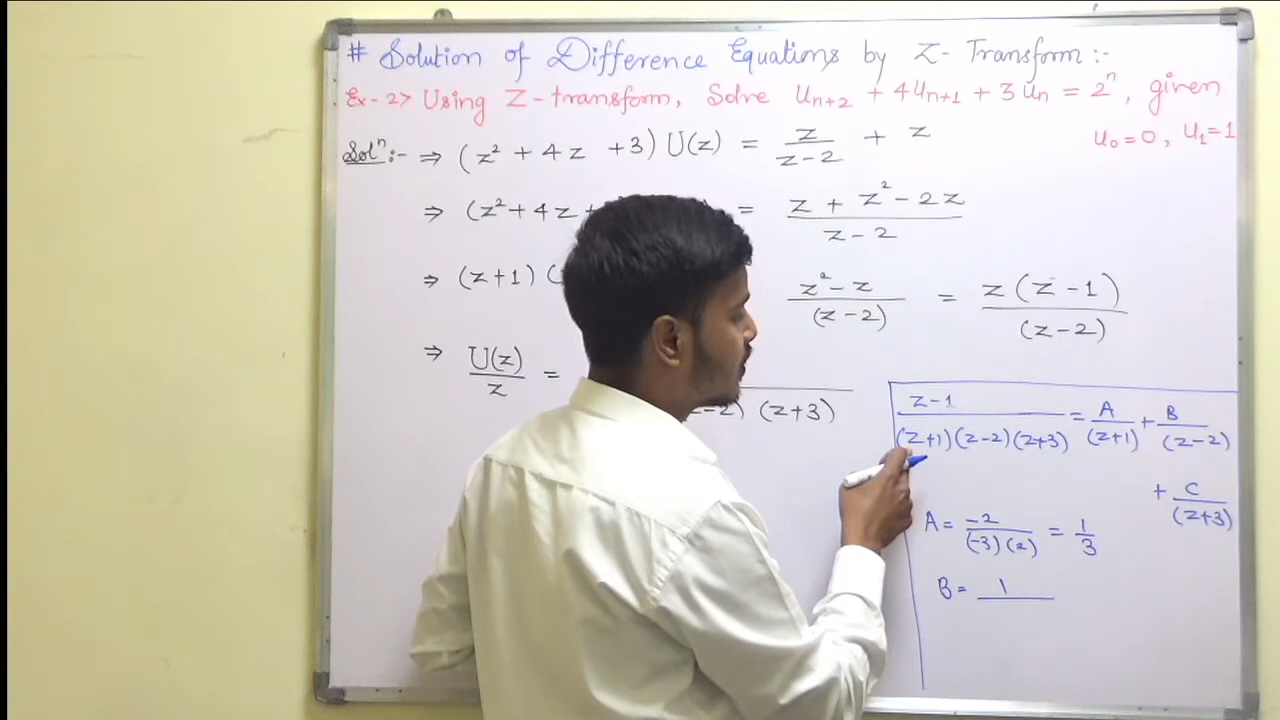 # Solution of Difference Equations by Z-Transform:-
Ex-2> Using Z-transform, Solve uₙ₊₂ + 4uₙ₊₁ + 3uₙ = 2ⁿ, given
u₀=0, u₁=1
Solⁿ:- ⇒ (z² + 4z + 3) U(z) = z/(z-2) + z
⇒ (z² + 4z + = (z + z² - 2z)/(z-2)
⇒ (z+1) ( (z² - z)/(z-2) = z(z-1)/(z-2)
⇒ U(z)/z = (z-2) (z+3)
(z-1)/((z+1)(z-2)(z+3)) = A/(z+1) + B/(z-2)
+ C/(z+3)
A = -2/((-3)(2)) = 1/3
B = 1/